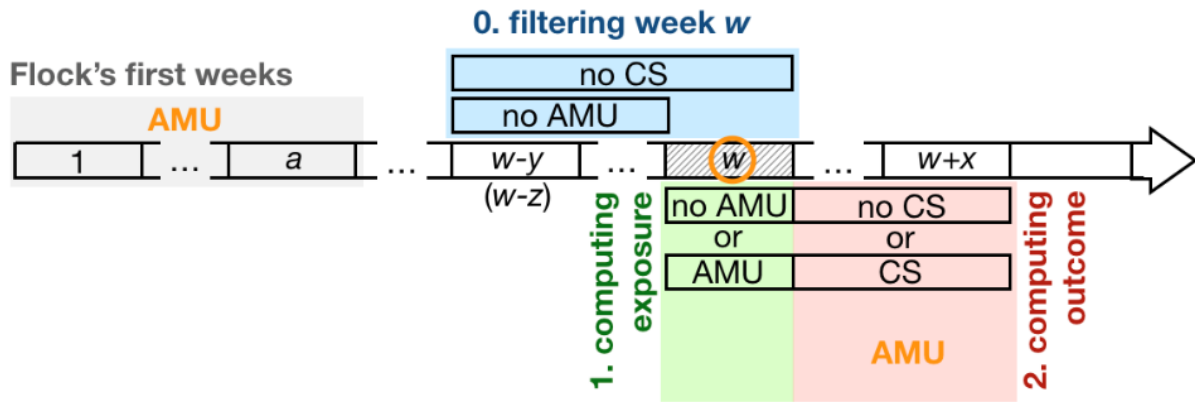 0. filtering week w
no CS
Flock's first weeks
AMU
no AMU
1 ... a ... w-y ... w ... w+x
(w-z)
1. computing
exposure
no AMU no CS
or or
AMU CS
AMU
2. computing
outcome